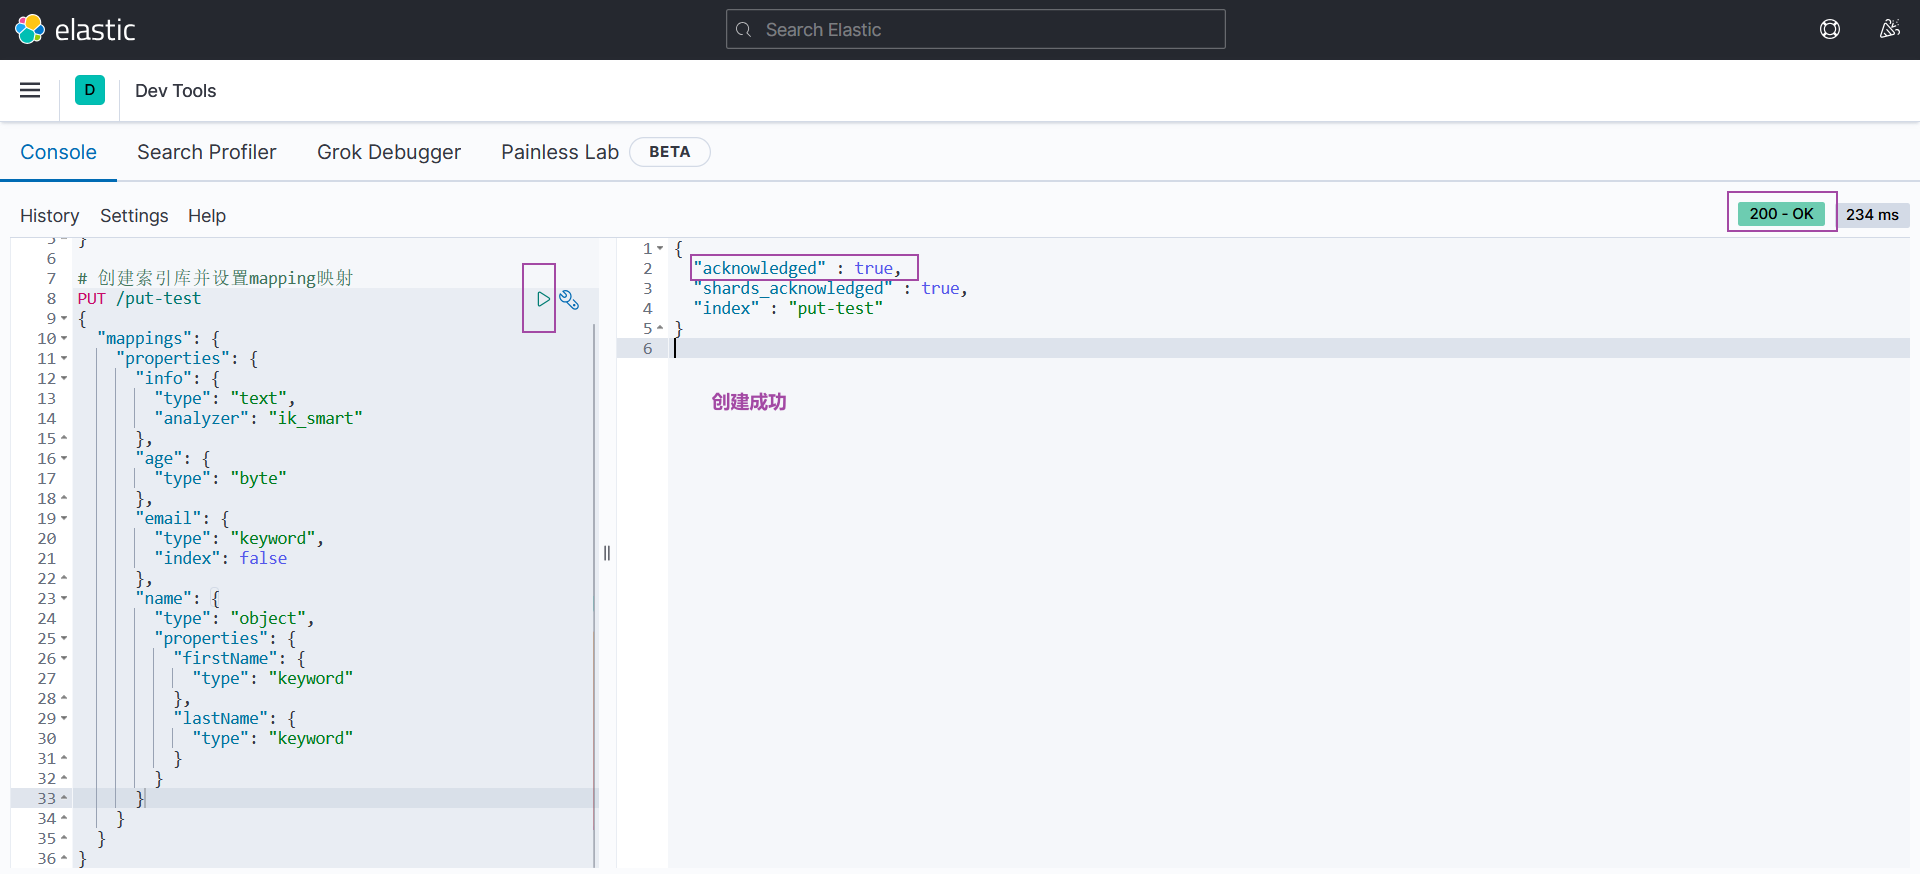 elastic
Search Elastic
D
Dev Tools
Console
Search Profiler
Grok Debugger
Painless Lab
BETA
History
Settings
Help
200 - OK
234 ms
5 }
6
7 # 创建索引库并设置mapping映射
8 PUT /put-test
9 {
10 "mappings": {
11 "properties": {
12 "info": {
13 "type": "text",
14 "analyzer": "ik_smart"
15 },
16 "age": {
17 "type": "byte"
18 },
19 "email": {
20 "type": "keyword",
21 "index": false
22 },
23 "name": {
24 "type": "object",
25 "properties": {
26 "firstName": {
27 "type": "keyword"
28 },
29 "lastName": {
30 "type": "keyword"
31 }
32 }
33 }
34 }
35 }
36 }
1 {
2 "acknowledged" : true,
3 "shards_acknowledged" : true,
4 "index" : "put-test"
5 }
6
创建成功